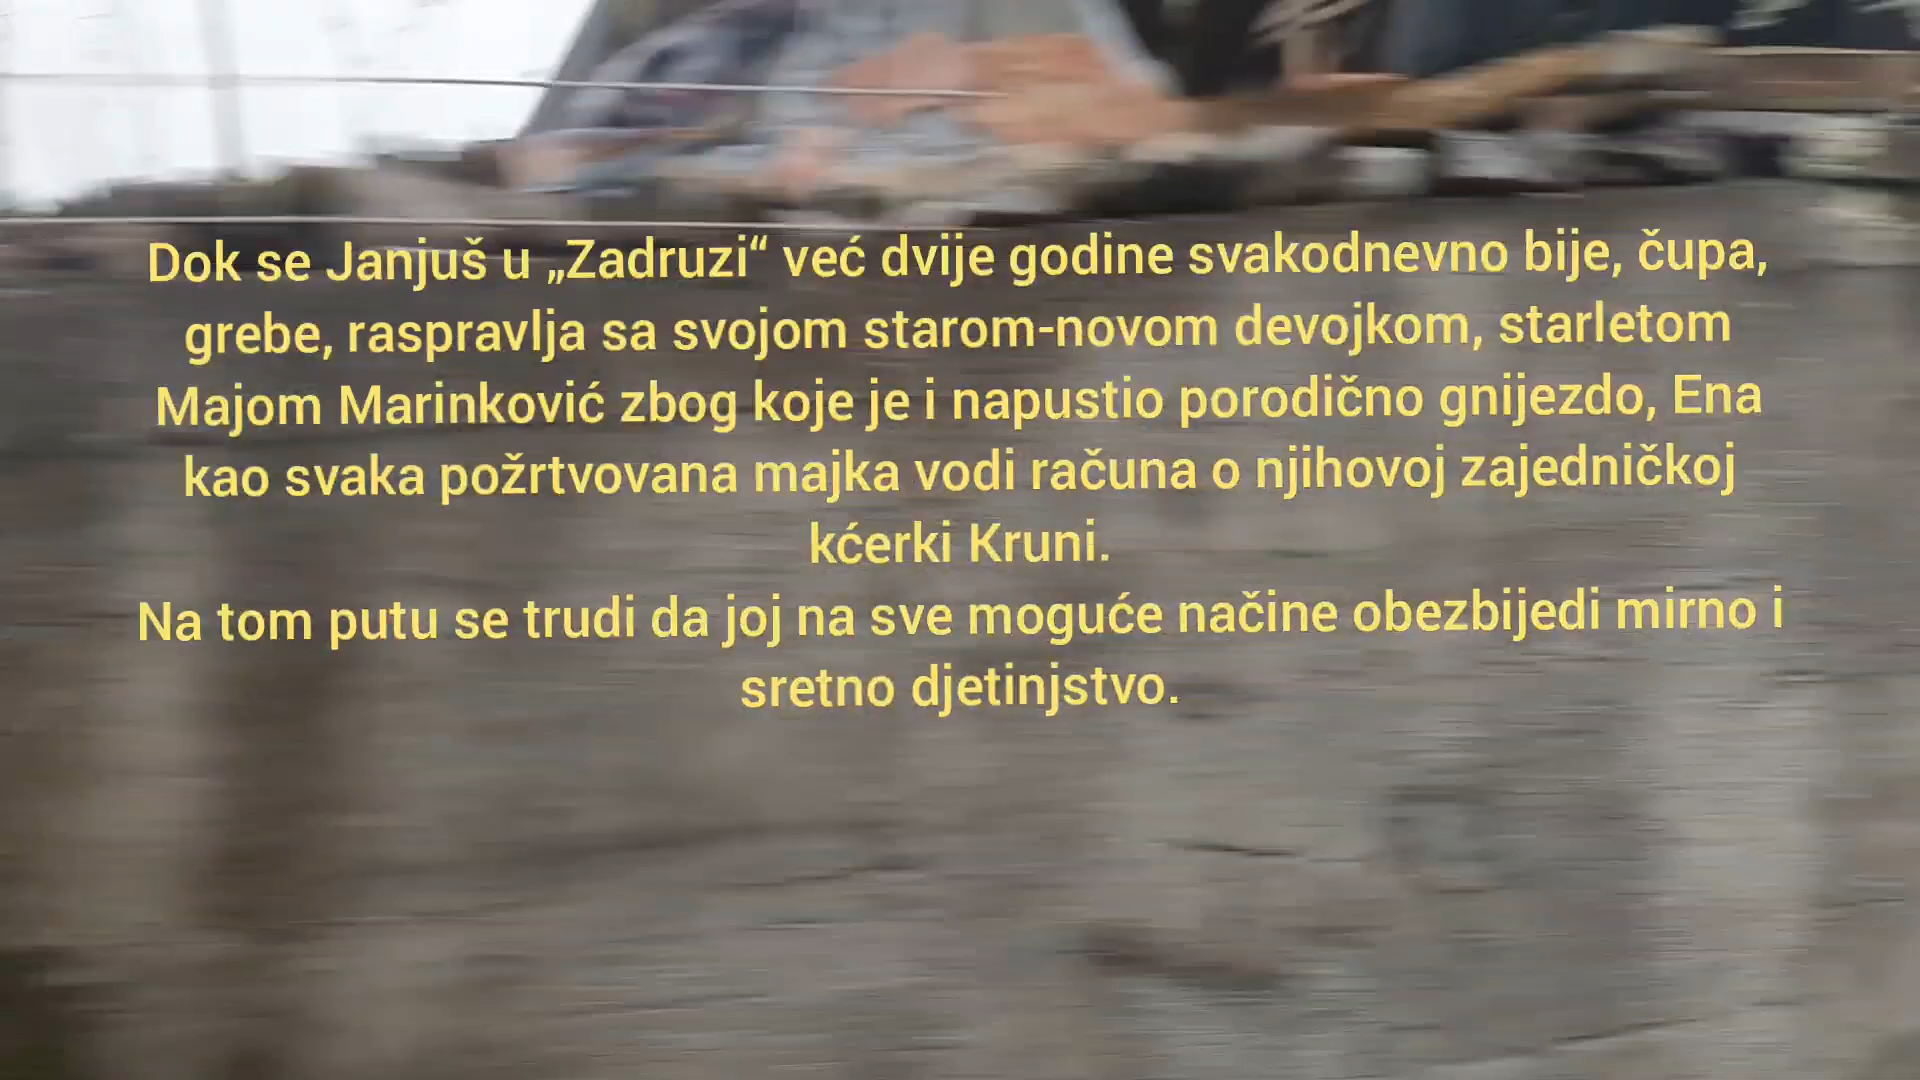 Dok se Janjuš u „Zadruzi“ već dvije godine svakodnevno bije, čupa,
grebe, raspravlja sa svojom starom-novom devojkom, starletom
Majom Marinković zbog koje je i napustio porodično gnijezdo, Ena
kao svaka požrtvovana majka vodi računa o njihovoj zajedničkoj
kćerki Kruni.
Na tom putu se trudi da joj na sve moguće načine obezbijedi mirno i
sretno djetinjstvo.